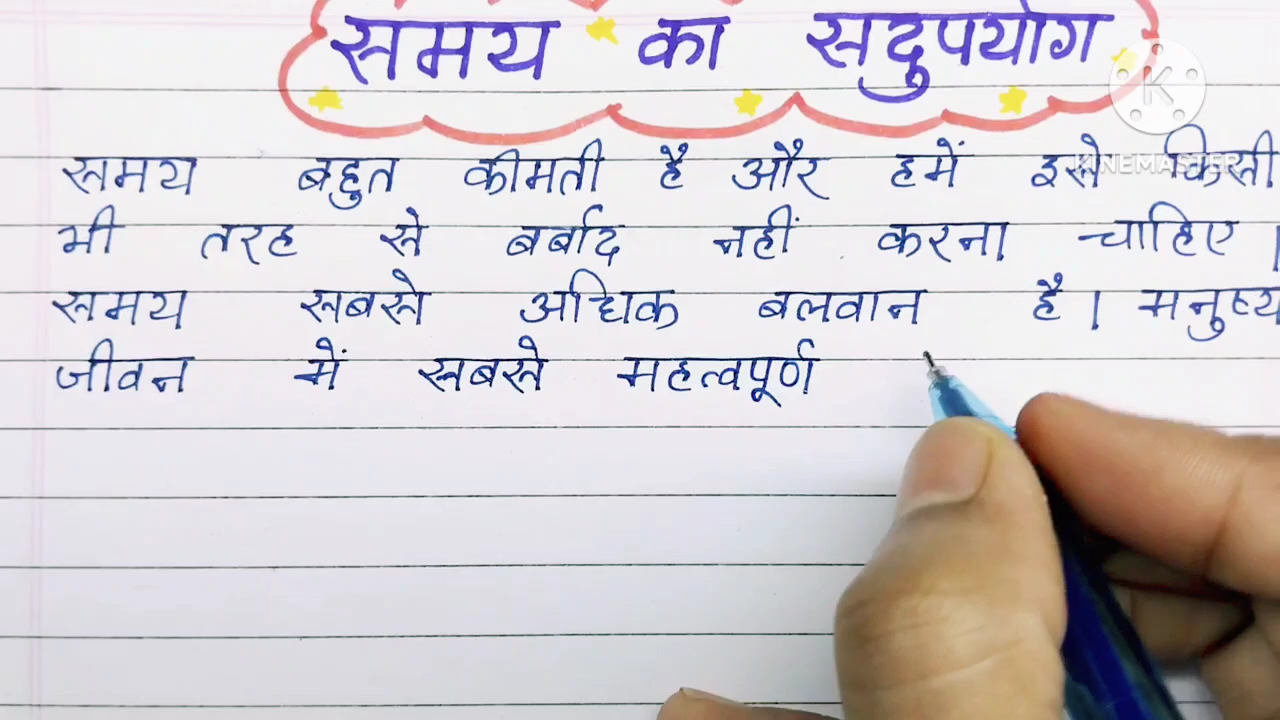 समय का सदुपयोग
KINEMASTER
समय बहुत कीमती है और हमें इसे किसी
भी तरह से बर्बाद नहीं करना चाहिए।
समय सबसे अधिक बलवान है। मनुष्य
जीवन में सबसे महत्वपूर्ण